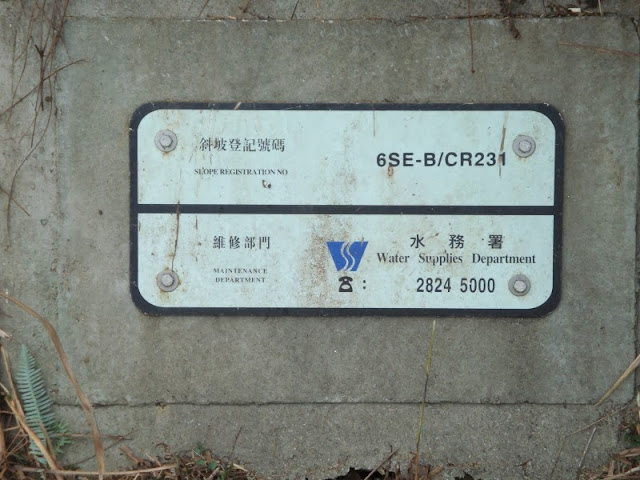 斜坡登記號碼
SLOPE REGISTRATION NO
6SE-B/CR231
維修部門
MAINTENANCE
DEPARTMENT
水務署
Water Supplies Department
☎ : 2824 5000